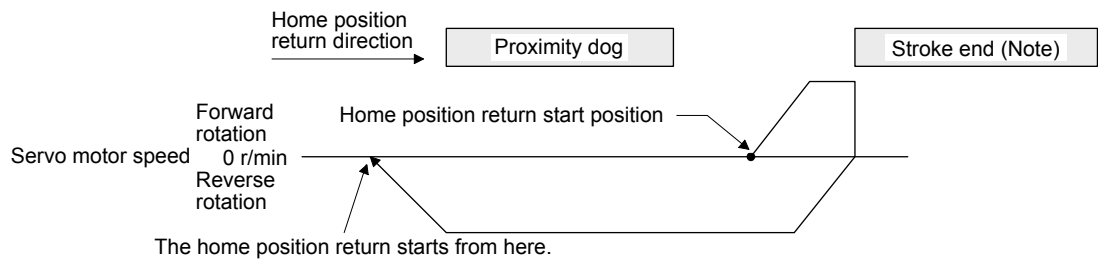 Home position
return direction
Proximity dog
Stroke end (Note)
Forward
rotation
Home position return start position
Servo motor speed
0 r/min
Reverse
rotation
The home position return starts from here.